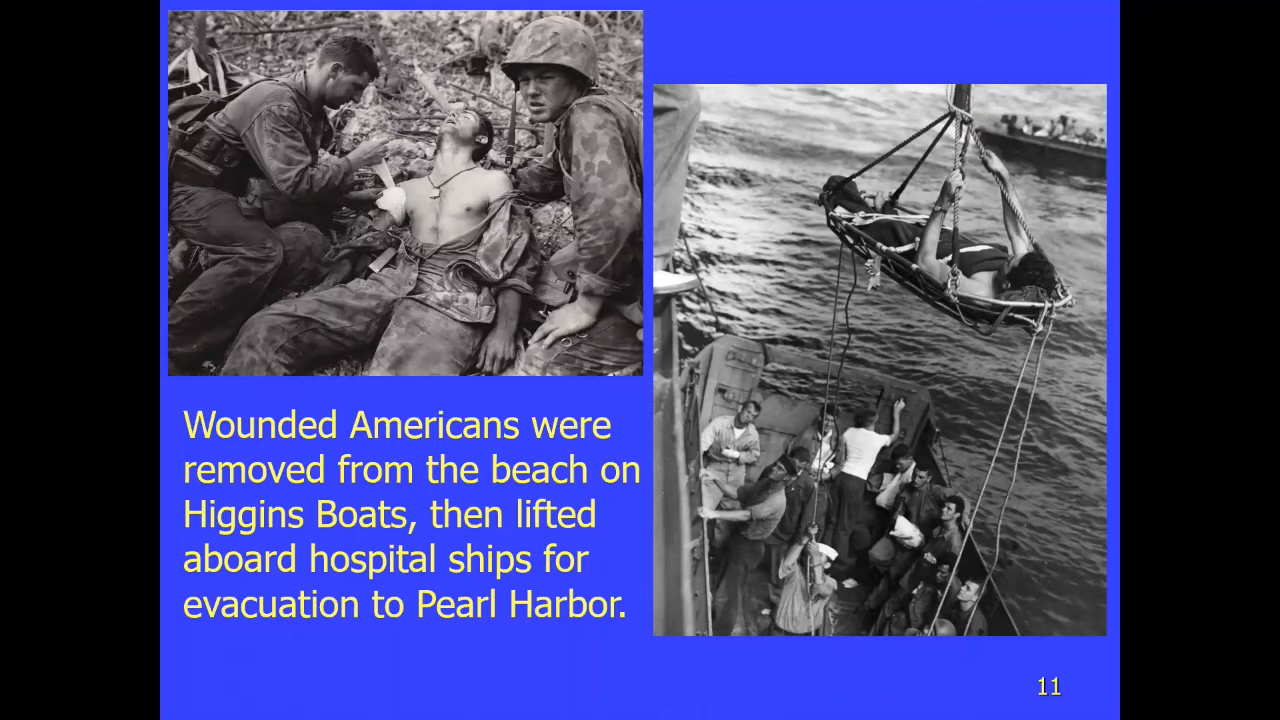 Wounded Americans were
removed from the beach on
Higgins Boats, then lifted
aboard hospital ships for
evacuation to Pearl Harbor.
11